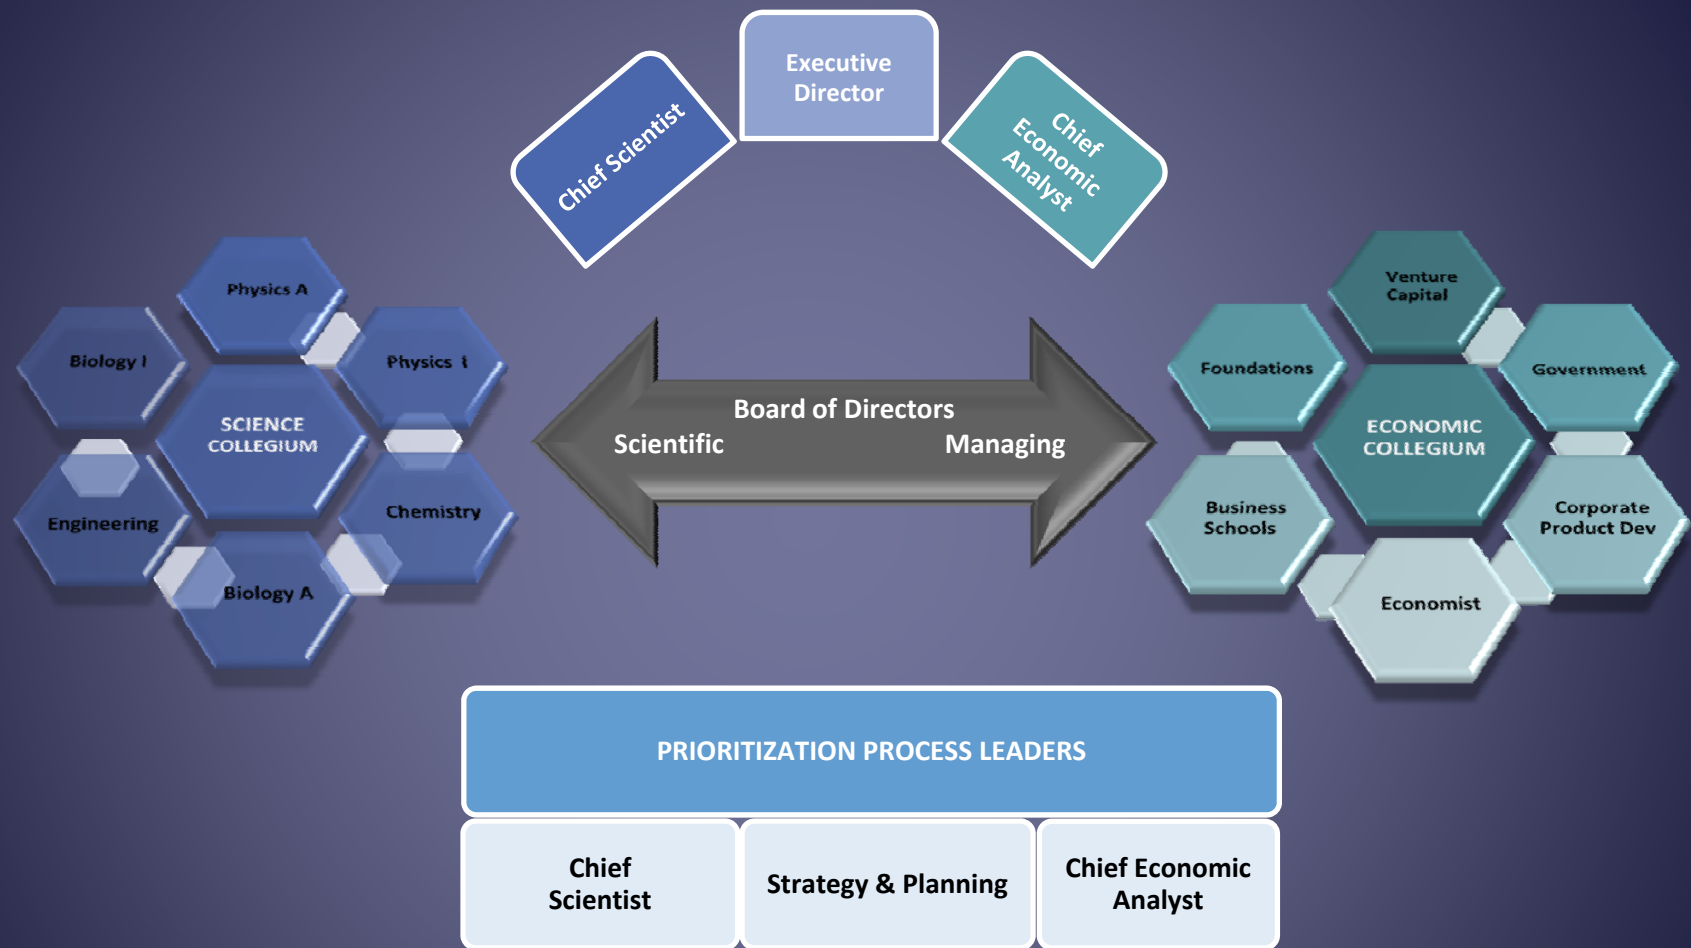 Executive
Director
Chief Scientist
Chief
Economic
Analyst
Physics A
Biology I
Physics 1
SCIENCE
COLLEGIUM
Engineering
Chemistry
Biology A
Board of Directors
Scientific
Managing
Venture
Capital
Foundations
Government
ECONOMIC
COLLEGIUM
Business
Schools
Corporate
Product Dev
Economist
PRIORITIZATION PROCESS LEADERS
Chief
Scientist
Strategy & Planning
Chief Economic
Analyst